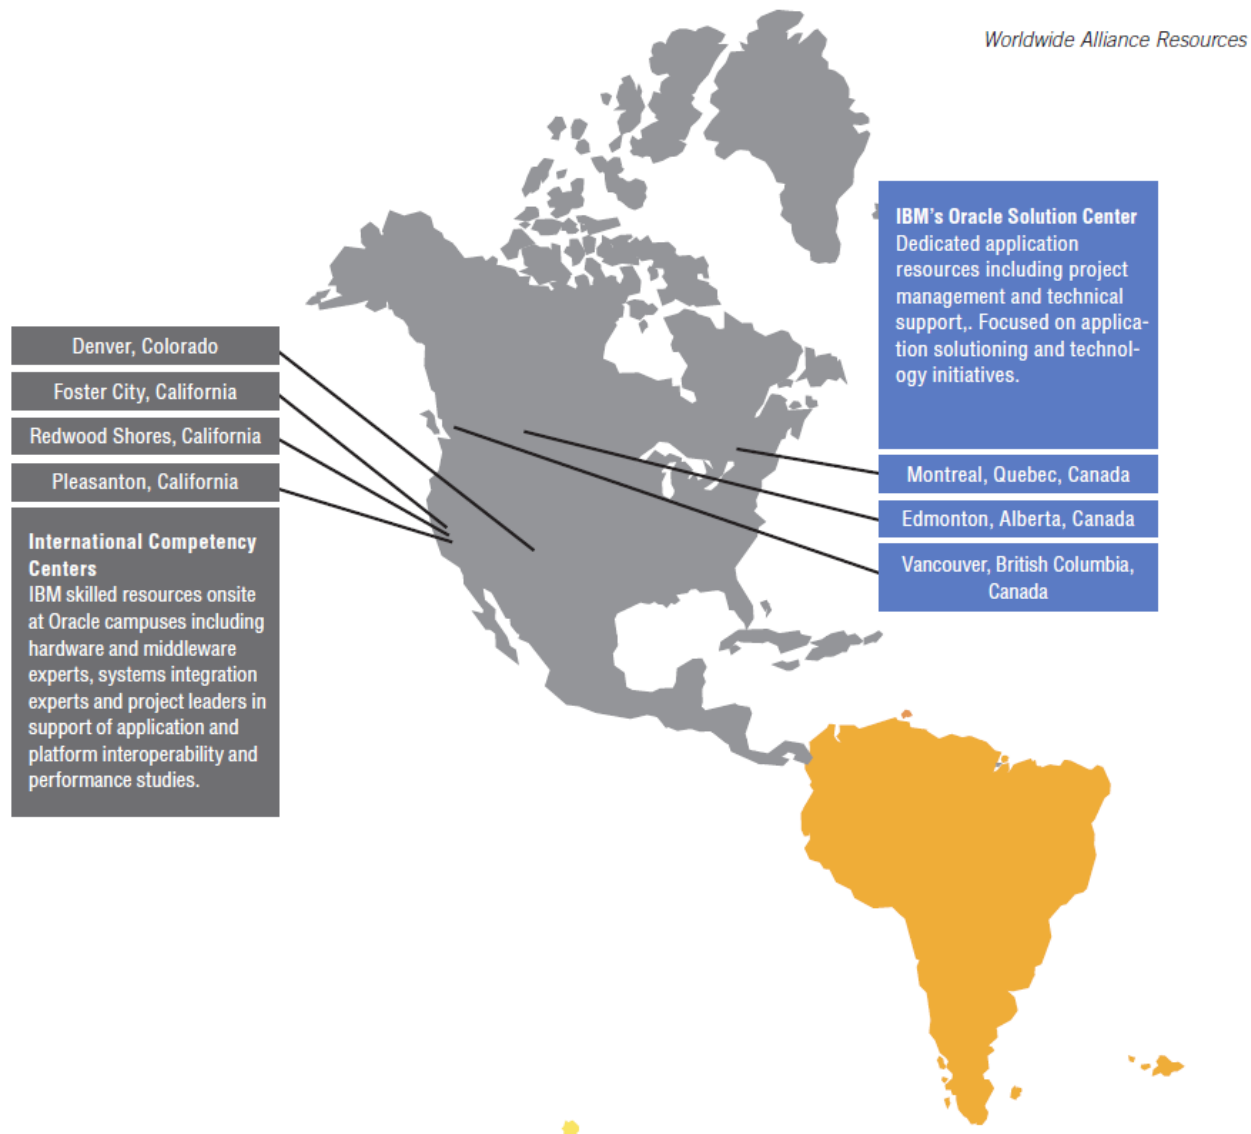 Worldwide Alliance Resources
IBM's Oracle Solution Center
Dedicated application
resources including project
management and technical
support,. Focused on applica-
tion solutioning and technol-
ogy initiatives.
Montreal, Quebec, Canada
Edmonton, Alberta, Canada
Vancouver, British Columbia,
Canada
Denver, Colorado
Foster City, California
Redwood Shores, California
Pleasanton, California
International Competency
Centers
IBM skilled resources onsite
at Oracle campuses including
hardware and middleware
experts, systems integration
experts and project leaders in
support of application and
platform interoperability and
performance studies.